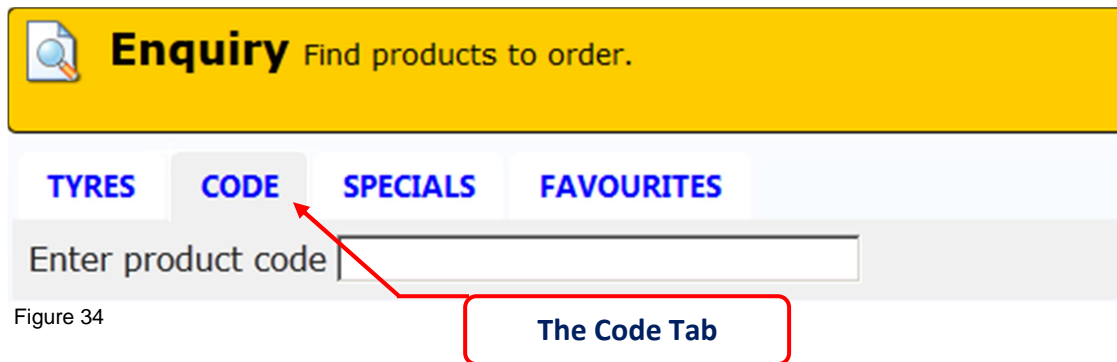 Enquiry Find products to order.
TYRES CODE SPECIALS FAVOURITES
Enter product code
Figure 34
The Code Tab